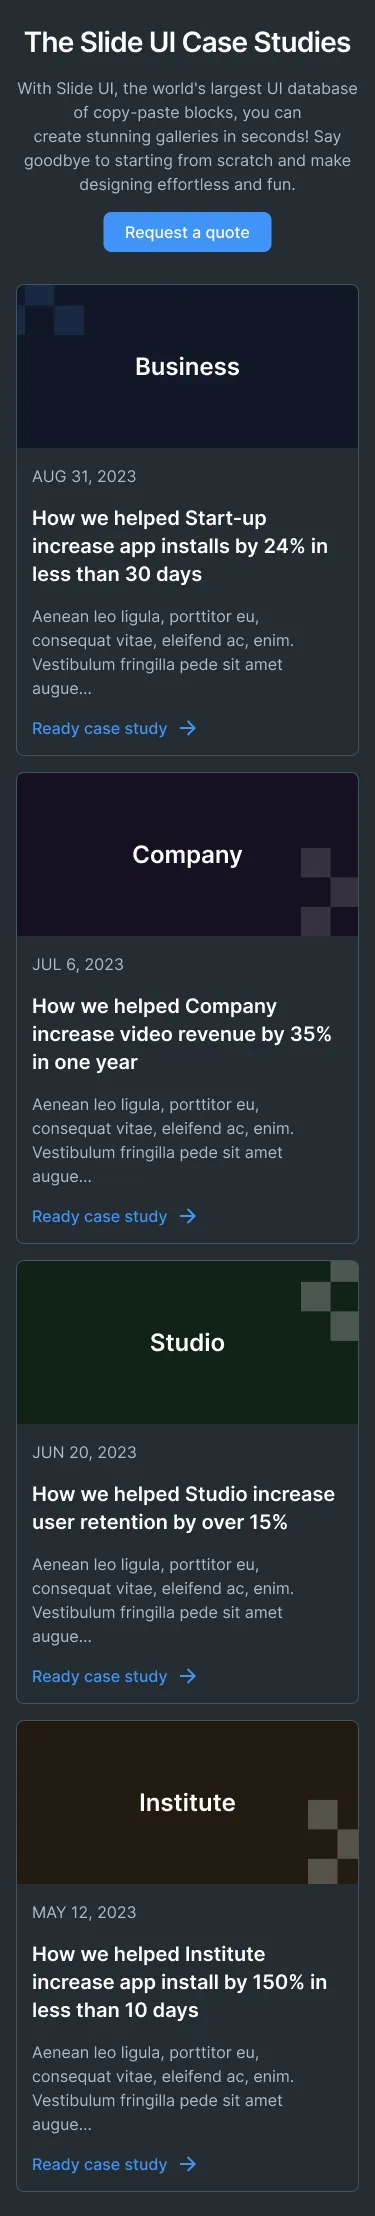 The Slide UI Case Studies
With Slide UI, the world's largest UI database
of copy-paste blocks, you can
create stunning galleries in seconds! Say
goodbye to starting from scratch and make
designing effortless and fun.
Request a quote
Business
AUG 31, 2023
How we helped Start-up
increase app installs by 24% in
less than 30 days
Aenean leo ligula, porttitor eu,
consequat vitae, eleifend ac, enim.
Vestibulum fringilla pede sit amet
augue...
Ready case study
Company
JUL 6, 2023
How we helped Company
increase video revenue by 35%
in one year
Aenean leo ligula, porttitor eu,
consequat vitae, eleifend ac, enim.
Vestibulum fringilla pede sit amet
augue...
Ready case study
Studio
JUN 20, 2023
How we helped Studio increase
user retention by over 15%
Aenean leo ligula, porttitor eu,
consequat vitae, eleifend ac, enim.
Vestibulum fringilla pede sit amet
augue...
Ready case study
Institute
MAY 12, 2023
How we helped Institute
increase app install by 150% in
less than 10 days
Aenean leo ligula, porttitor eu,
consequat vitae, eleifend ac, enim.
Vestibulum fringilla pede sit amet
augue...
Ready case study